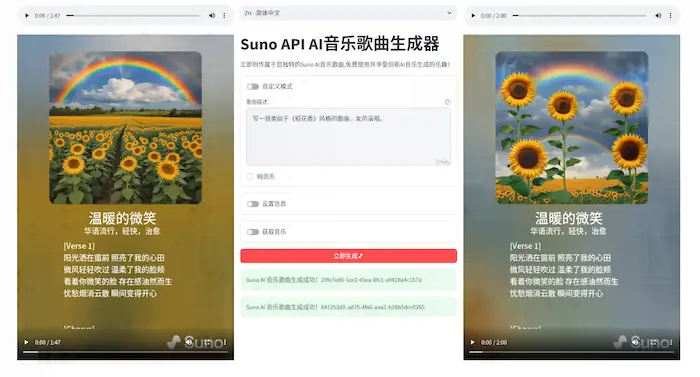 0:00 / 1:47
温暖的微笑
华语流行，轻快，治愈
[Verse 1]
阳光洒在窗前 照亮了我的心田
微风轻轻吹过 温柔了我的脸颊
看着你微笑的脸 存在感油然而生
忧愁烟消云散 瞬间变得开心
[Chorus]
Suno
0:00 / 1:47
ZH - 简体中文
Suno API AI音乐歌曲生成器
立即创作属于您独特的Suno AI音乐歌曲,免费使用并享受创新AI音乐生成的乐趣!
自定义模式
歌曲描述:
写一首类似于《稻花香》风格的歌曲，女声演唱。
纯音乐
设置信息
获取音乐
立即生成🎵
Suno AI 音乐歌曲生成成功!
Suno AI 音乐歌曲生成成功!
0:00 / 2:00
温暖的微笑
华语流行，轻快，治愈
[Verse 1]
阳光洒在窗前 照亮了我的心田
微风轻轻吹过 温柔了我的脸颊
看着你微笑的脸 存在感油然而生
忧愁烟消云散 瞬间变得开心
[Chorus]
Suno
0:00 / 2:00